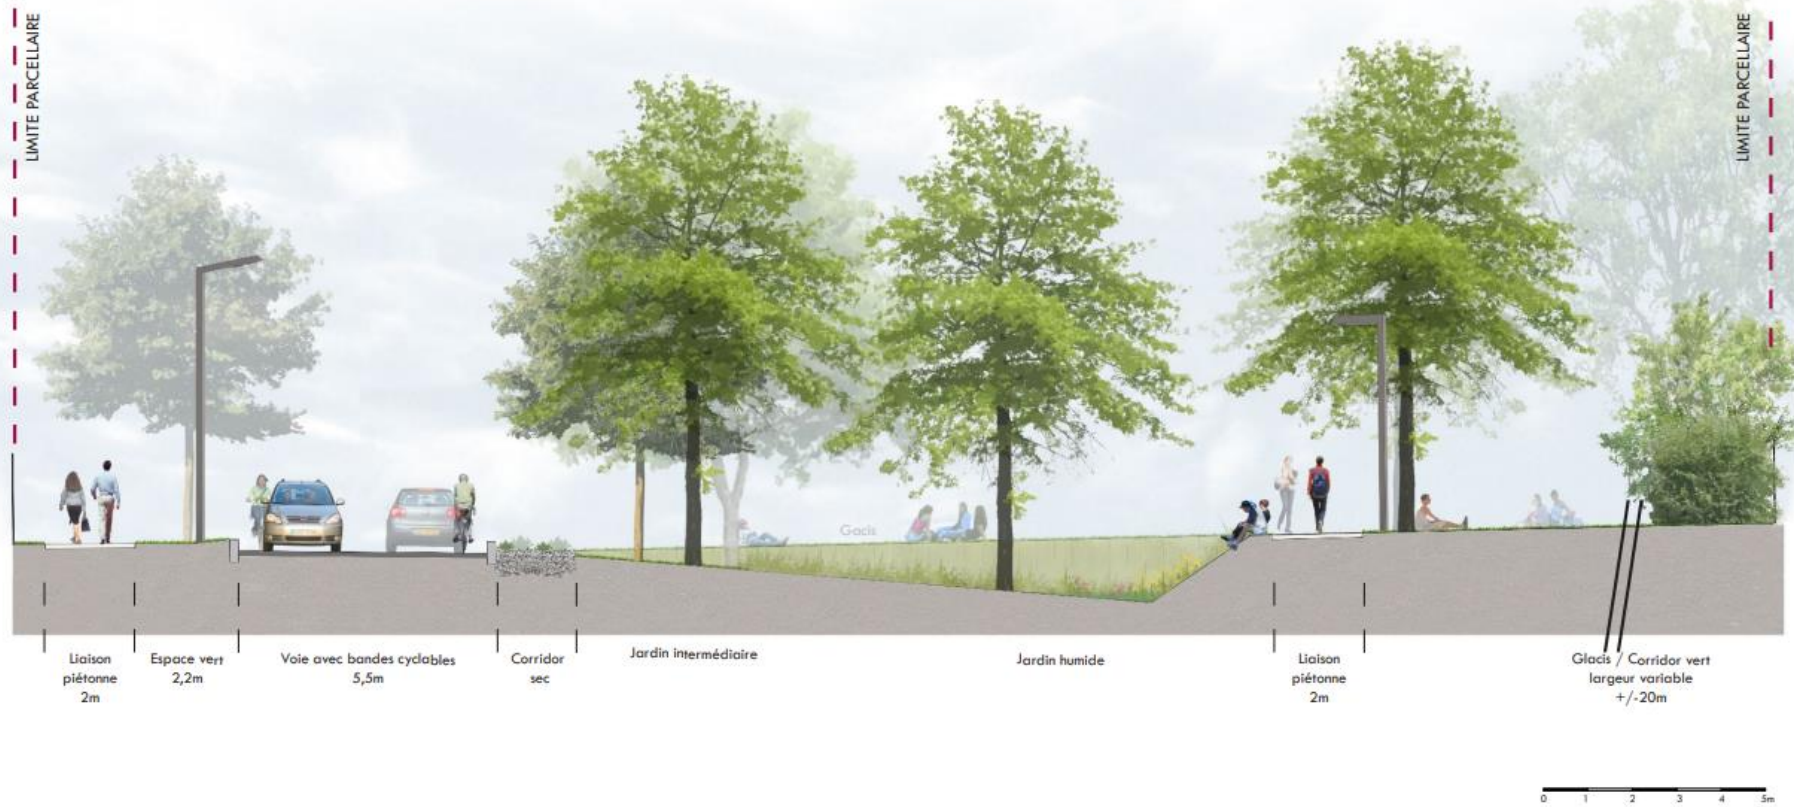 LIMITE PARCELLAIRE
LIMITE PARCELLAIRE
Gacis
Liaison
piétonne
2m
Espace vert
2,2m
Voie avec bandes cyclables
5,5m
Corridor
sec
Jardin intermédiaire
Jardin humide
Liaison
piétonne
2m
Glacis / Corridor vert
largeur variable
+/-20m
0 1 2 3 4 5m